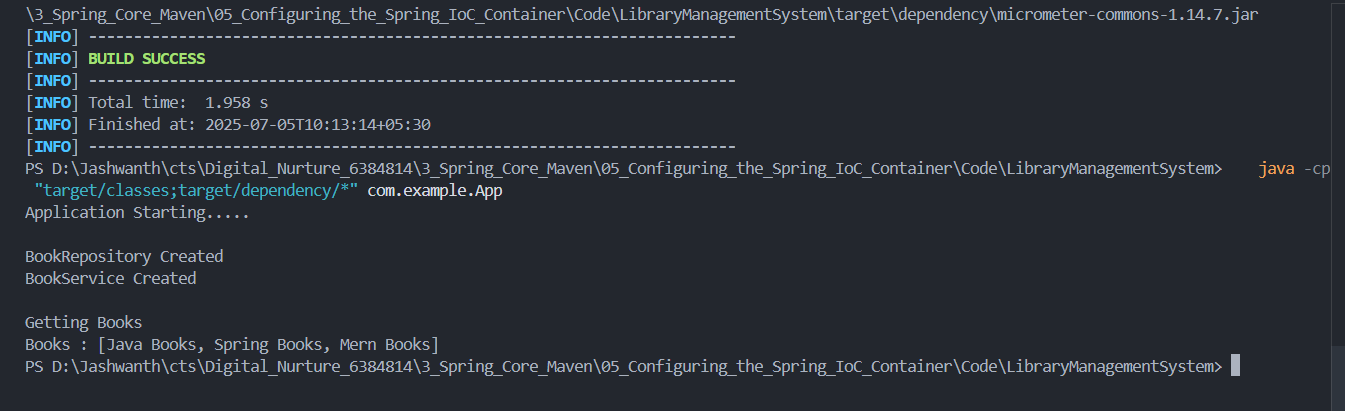 \3_Spring_Core_Maven\05_Configuring_the_Spring_IoC_Container\Code\LibraryManagementSystem\target\dependency\micrometer-commons-1.14.7.jar
[INFO] ------------------------------------------------------------------------
[INFO] BUILD SUCCESS
[INFO] ------------------------------------------------------------------------
[INFO] Total time:  1.958 s
[INFO] Finished at: 2025-07-05T10:13:14+05:30
[INFO] ------------------------------------------------------------------------
PS D:\Jashwanth\cts\Digital_Nurture_6384814\3_Spring_Core_Maven\05_Configuring_the_Spring_IoC_Container\Code\LibraryManagementSystem>    java -cp
 "target/classes;target/dependency/*" com.example.App
Application Starting.....
BookRepository Created
BookService Created
Getting Books
Books : [Java Books, Spring Books, Mern Books]
PS D:\Jashwanth\cts\Digital_Nurture_6384814\3_Spring_Core_Maven\05_Configuring_the_Spring_IoC_Container\Code\LibraryManagementSystem>